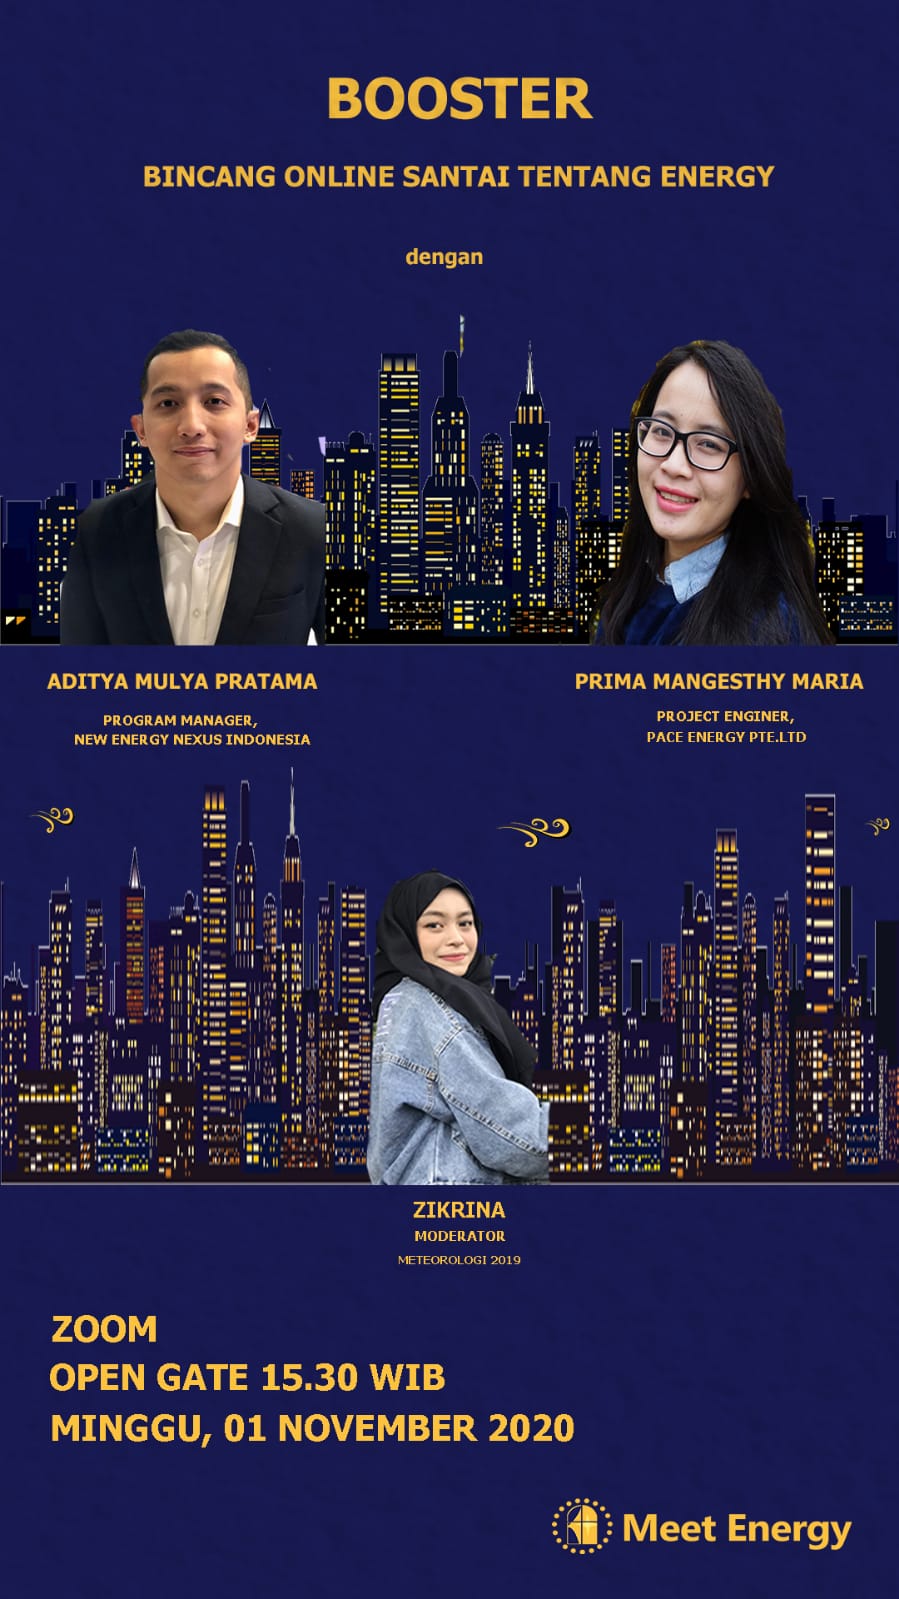 BOOSTER
BINCANG ONLINE SANTAI TENTANG ENERGY
dengan
ADITYA MULYA PRATAMA
PROGRAM MANAGER,
NEW ENERGY NEXUS INDONESIA
PRIMA MANGESTHY MARIA
PROJECT ENGINER,
PACE ENERGY PTE.LTD
ZIKRINA
MODERATOR
METEOROLOGI 2019
ZOOM
OPEN GATE 15.30 WIB
MINGGU, 01 NOVEMBER 2020
Meet Energy